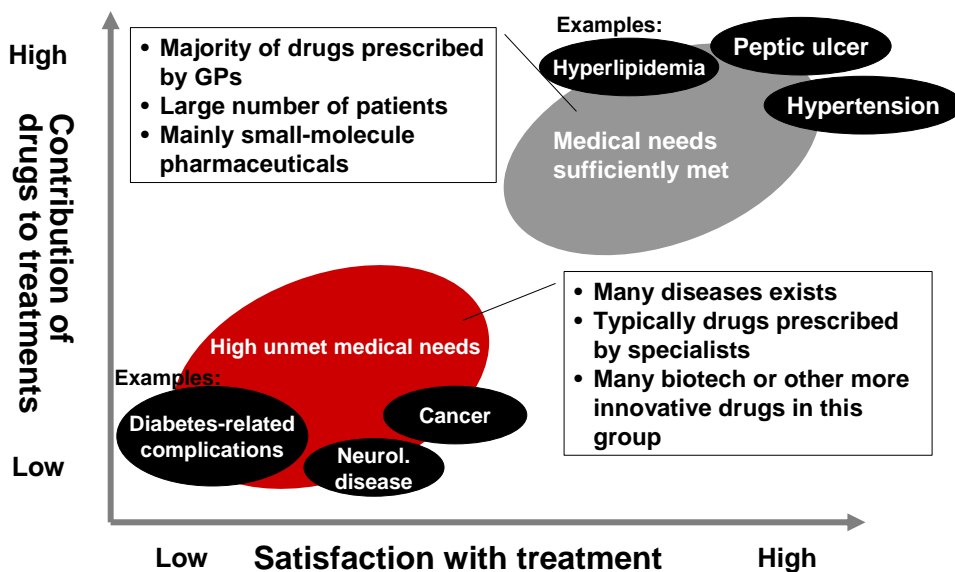 High
Contribution of
drugs to treatments
Low
• Majority of drugs prescribed
by GPs
• Large number of patients
• Mainly small-molecule
pharmaceuticals
Examples:
Hyperlipidemia
Peptic ulcer
Hypertension
Medical needs
sufficiently met
High unmet medical needs
Examples:
Diabetes-related
complications
Neurol.
disease
Cancer
• Many diseases exists
• Typically drugs prescribed
by specialists
• Many biotech or other more
innovative drugs in this
group
Low
Satisfaction with treatment
High